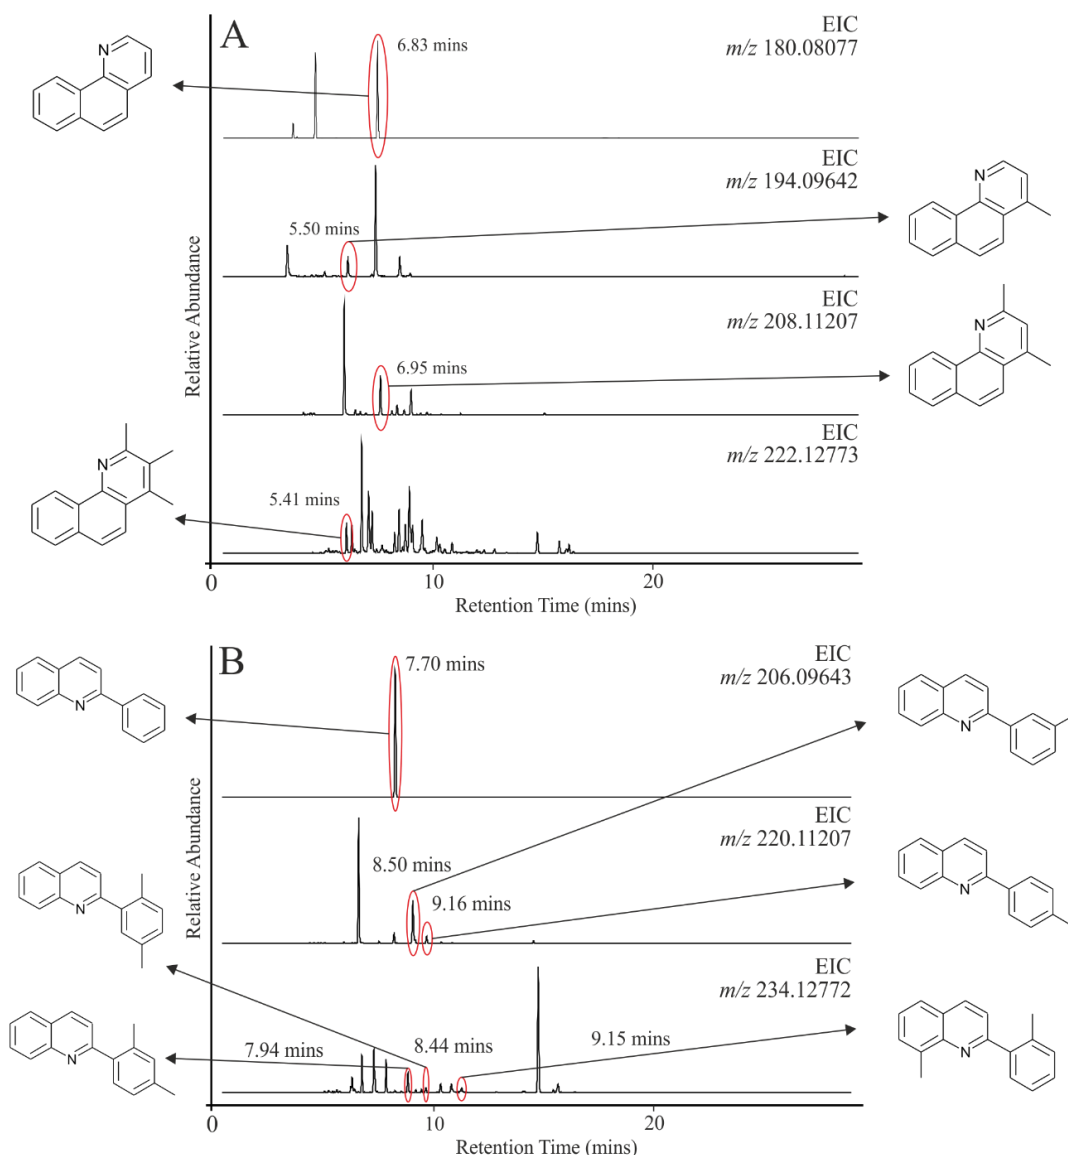 A
6.83 mins
EIC
m/z 180.08077
N
EIC
m/z 194.09642
5.50 mins
N
EIC
m/z 208.11207
6.95 mins
N
EIC
m/z 222.12773
5.41 mins
N
Relative Abundance
0
10
20
Retention Time (mins)
B
7.70 mins
EIC
m/z 206.09643
N
N
EIC
m/z 220.11207
8.50 mins
9.16 mins
N
N
EIC
m/z 234.12772
7.94 mins
8.44 mins
9.15 mins
N
N
Relative Abundance
0
10
20
Retention Time (mins)